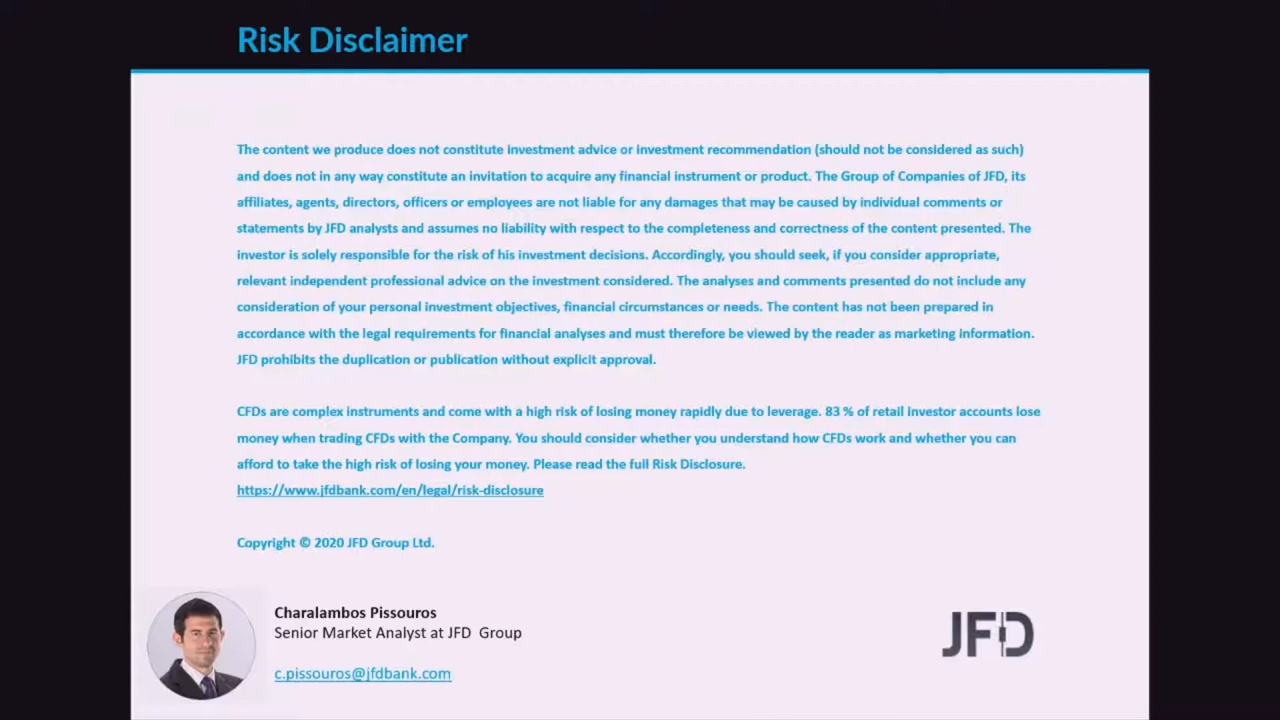 Risk Disclaimer
The content we produce does not constitute investment advice or investment recommendation (should not be considered as such)
and does not in any way constitute an invitation to acquire any financial instrument or product. The Group of Companies of JFD, its
affiliates, agents, directors, officers or employees are not liable for any damages that may be caused by individual comments or
statements by JFD analysts and assumes no liability with respect to the completeness and correctness of the content presented. The
investor is solely responsible for the risk of his investment decisions. Accordingly, you should seek, if you consider appropriate,
relevant independent professional advice on the investment considered. The analyses and comments presented do not include any
consideration of your personal investment objectives, financial circumstances or needs. The content has not been prepared in
accordance with the legal requirements for financial analyses and must therefore be viewed by the reader as marketing information.
JFD prohibits the duplication or publication without explicit approval.
CFDs are complex instruments and come with a high risk of losing money rapidly due to leverage. 83 % of retail investor accounts lose
money when trading CFDs with the Company. You should consider whether you understand how CFDs work and whether you can
afford to take the high risk of losing your money. Please read the full Risk Disclosure.
https://www.jfdbank.com/en/legal/risk-disclosure
Copyright © 2020 JFD Group Ltd.
Charalambos Pissouros
Senior Market Analyst at JFD Group
c.pissouros@jfdbank.com
JFD